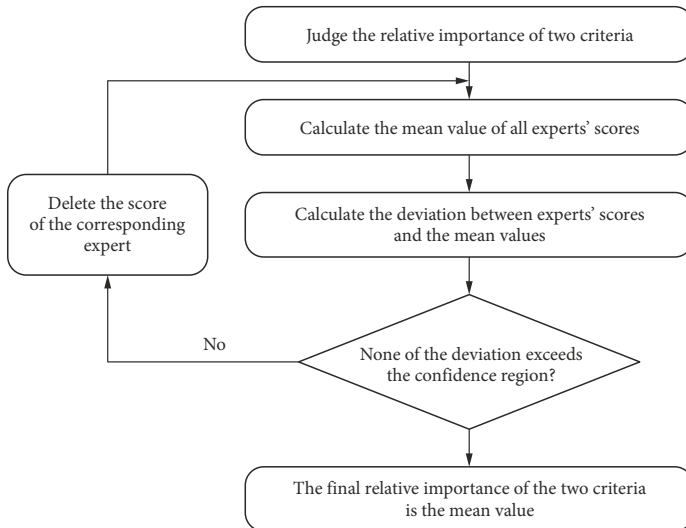 Judge the relative importance of two criteria
Calculate the mean value of all experts’ scores
Delete the score
of the corresponding
expert
Calculate the deviation between experts’ scores
and the mean values
No
None of the deviation exceeds
the confidence region?
The final relative importance of the two criteria
is the mean value